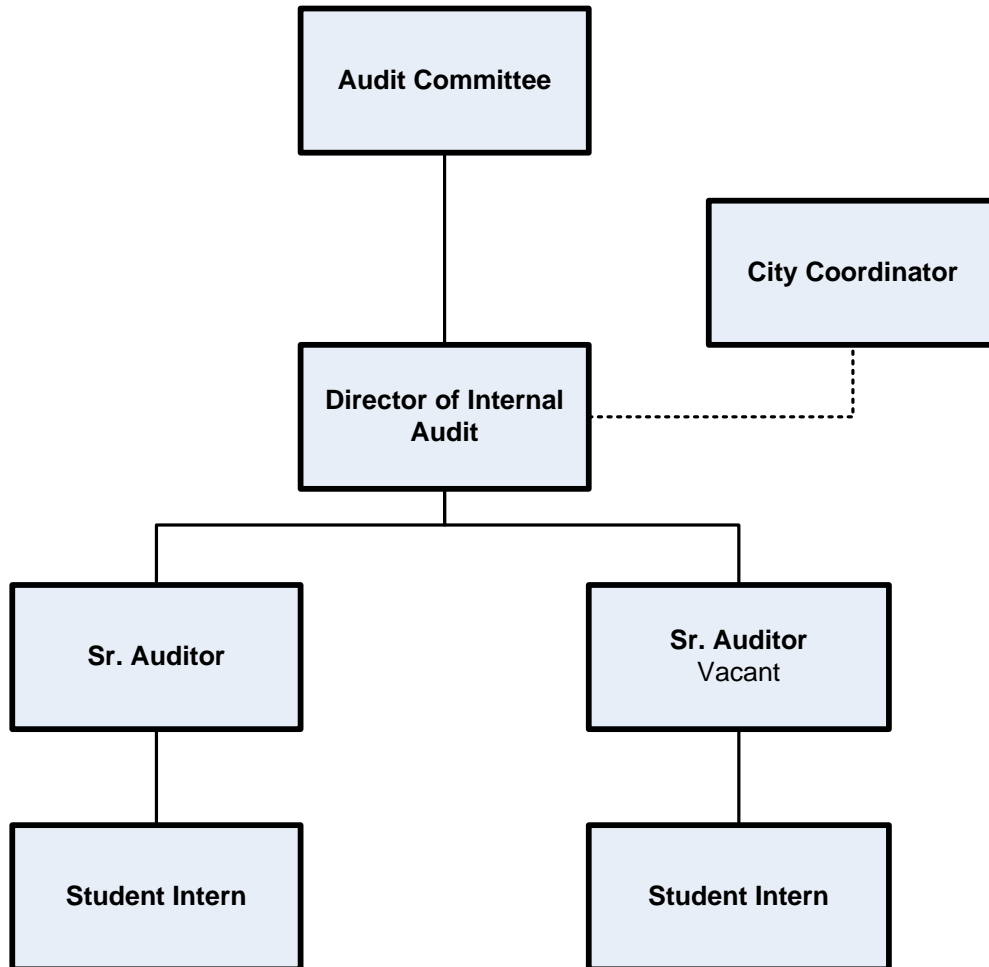 Audit Committee
City Coordinator
Director of Internal
Audit
Sr. Auditor
Sr. Auditor
Vacant
Student Intern
Student Intern